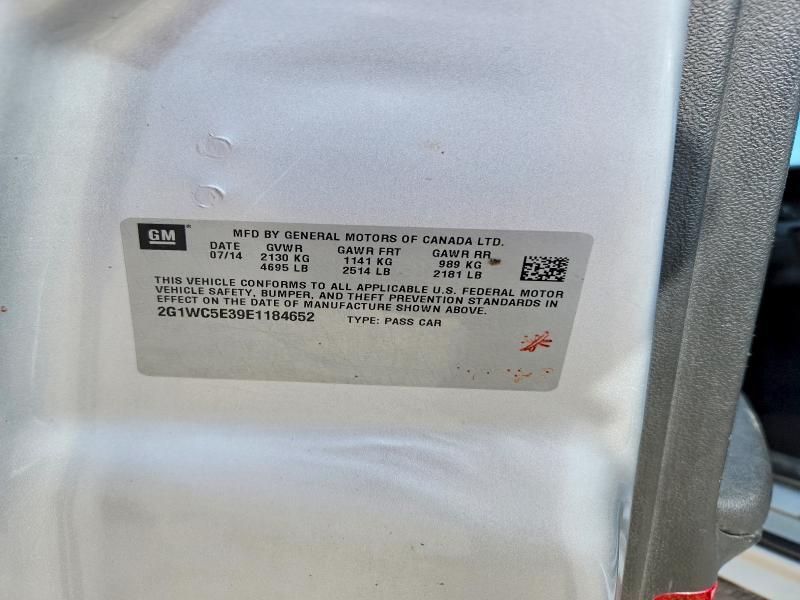 GM
MFD BY GENERAL MOTORS OF CANADA LTD.
DATE GVWR GAWR FRT GAWR RR
07/14 2130 KG 1141 KG 989 KG
4695 LB 2514 LB 2181 LB
THIS VEHICLE CONFORMS TO ALL APPLICABLE U.S. FEDERAL MOTOR
VEHICLE SAFETY, BUMPER, AND THEFT PREVENTION STANDARDS IN
EFFECT ON THE DATE OF MANUFACTURE SHOWN ABOVE.
2G1WC5E39E1184652 TYPE: PASS CAR